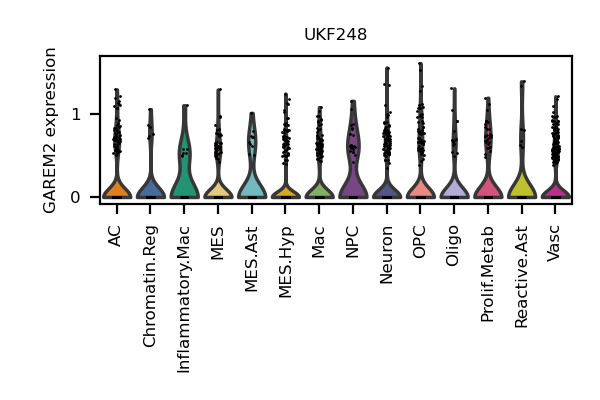 UKF248
GAREM2 expression
1
0
AC
Chromatin.Reg
Inflammatory.Mac
MES
MES.Ast
MES.Hyp
Mac
NPC
Neuron
OPC
Oligo
Prolif.Metab
Reactive.Ast
Vasc